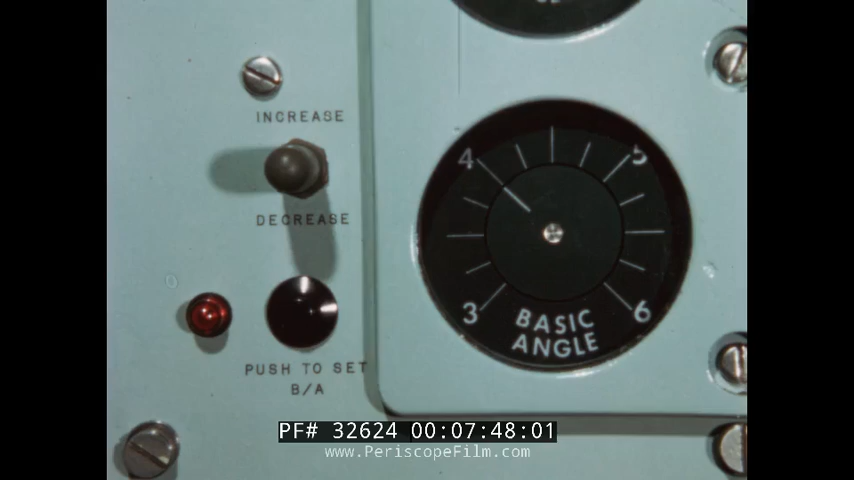 INCREASE
DECREASE
PUSH TO SET
B/A
4
5
3
6
BASIC
ANGLE
PF# 32624 00:07:48:01
www.PeriscopeFilm.com